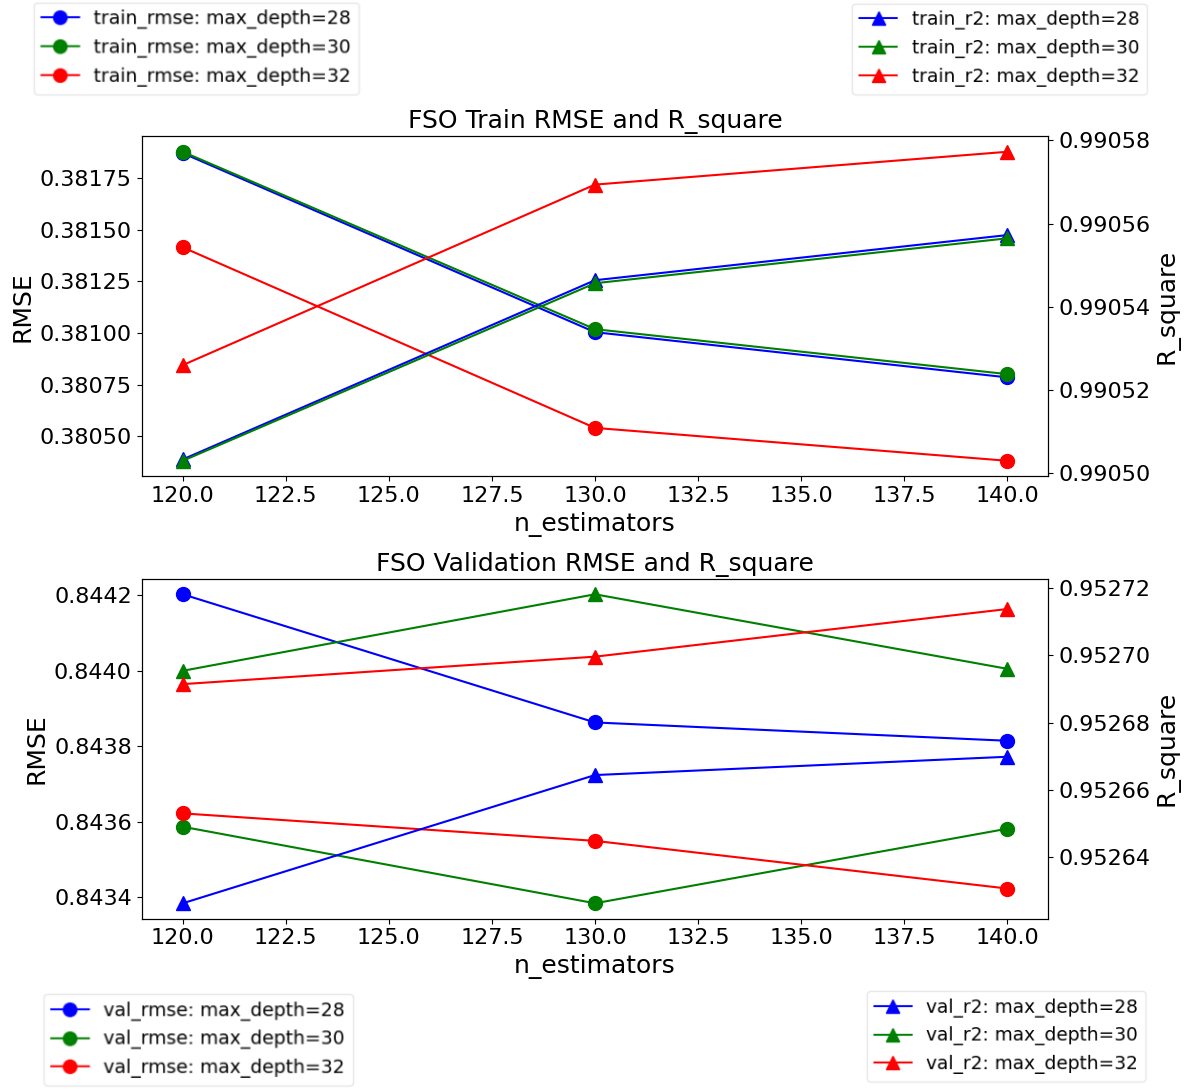 train_rmse: max_depth=28
train_rmse: max_depth=30
train_rmse: max_depth=32
train_r2: max_depth=28
train_r2: max_depth=30
train_r2: max_depth=32
FSO Train RMSE and R_square
RMSE
0.38175
0.38150
0.38125
0.38100
0.38075
0.38050
0.99058
0.99056
0.99054
0.99052
0.99050
R_square
120.0 122.5 125.0 127.5 130.0 132.5 135.0 137.5 140.0
n_estimators
FSO Validation RMSE and R_square
RMSE
0.8442
0.8440
0.8438
0.8436
0.8434
0.95272
0.95270
0.95268
0.95266
0.95264
R_square
120.0 122.5 125.0 127.5 130.0 132.5 135.0 137.5 140.0
n_estimators
val_rmse: max_depth=28
val_rmse: max_depth=30
val_rmse: max_depth=32
val_r2: max_depth=28
val_r2: max_depth=30
val_r2: max_depth=32